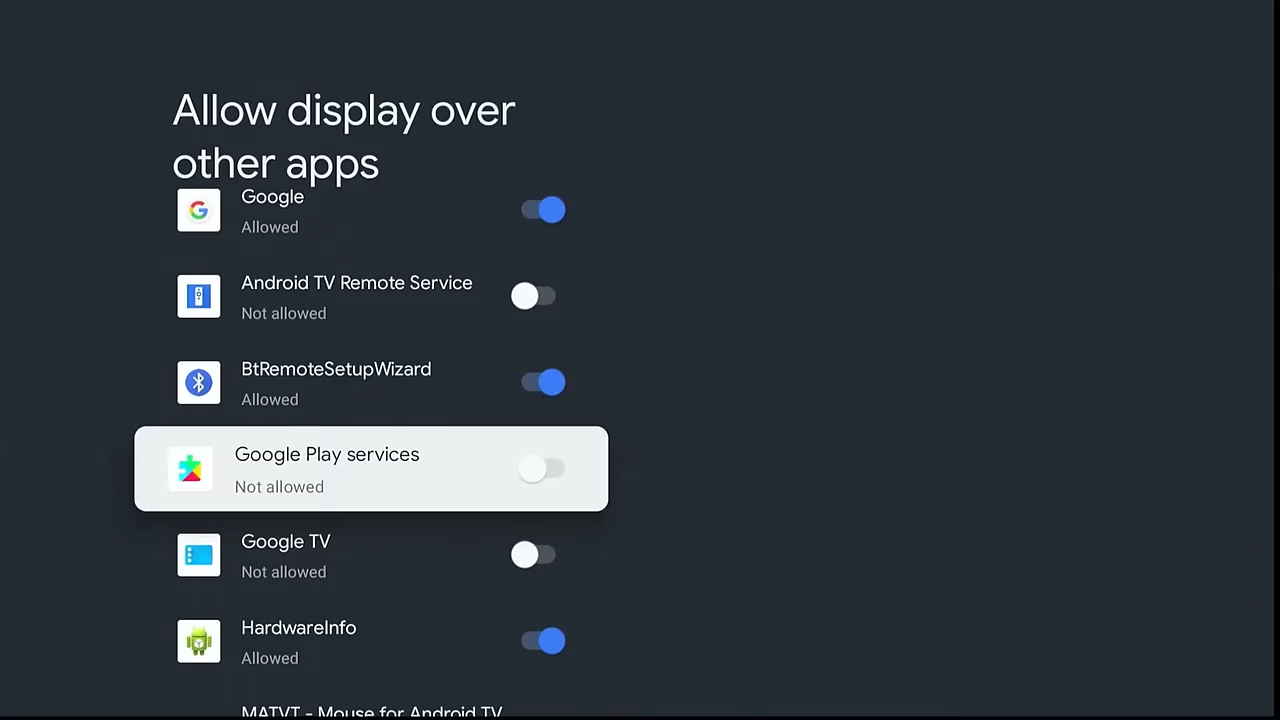 Allow display over
other apps
Google
Allowed
Android TV Remote Service
Not allowed
BtRemoteSetupWizard
Allowed
Google Play services
Not allowed
Google TV
Not allowed
HardwareInfo
Allowed
MATVT - Mouse for Android TV